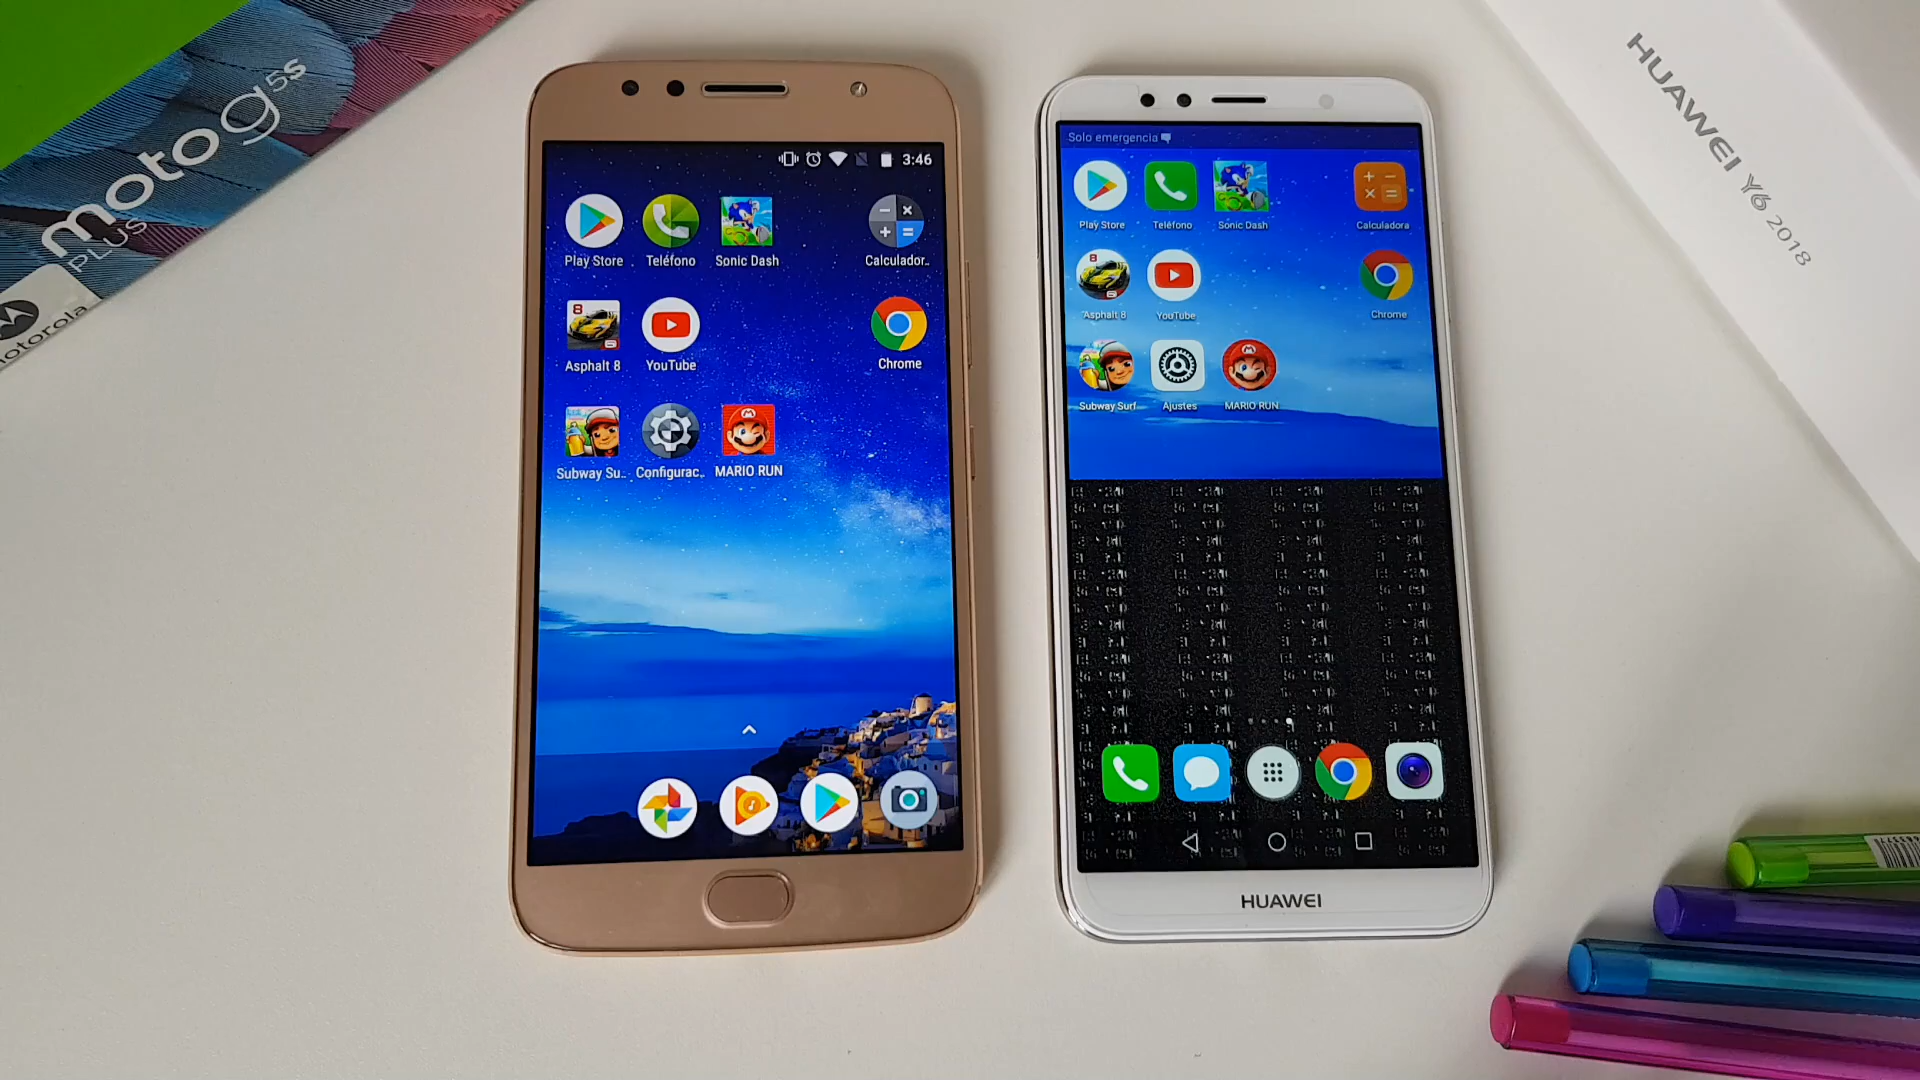 moto g5s
PLUS
motorola
HUAWEI Y6 2018
3:46
Play Store
Teléfono
Sonic Dash
Calculador..
Asphalt 8
YouTube
Chrome
Subway Su..
Configurac..
MARIO RUN
Solo emergencia
Play Store
Teléfono
Sonic Dash
Calculadora
Asphalt 8
YouTube
Chrome
Subway Surf
Ajustes
MARIO RUN
HUAWEI